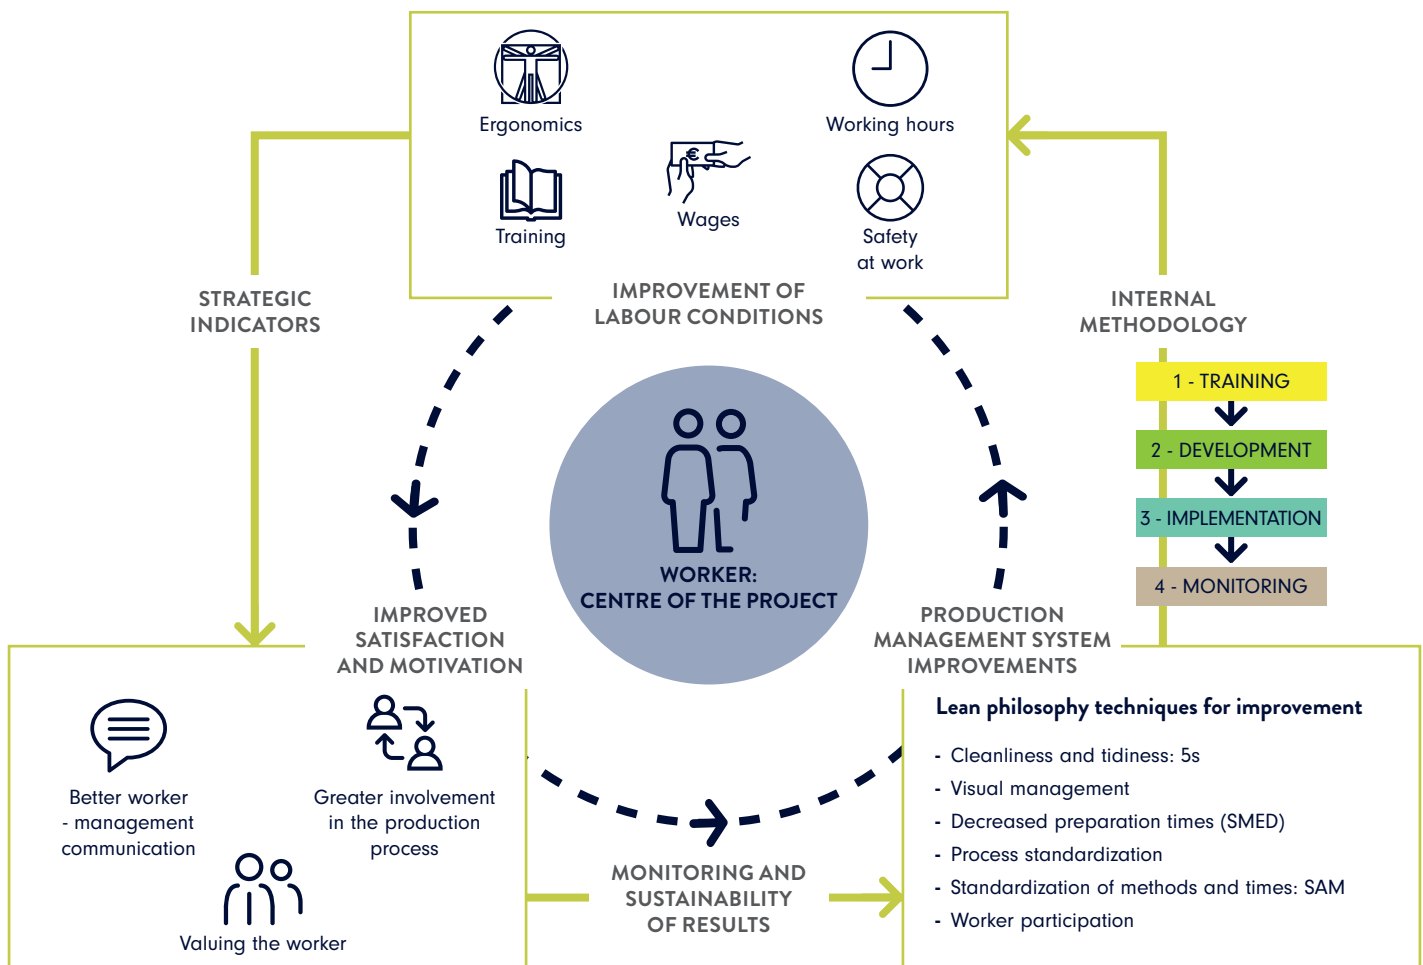 Ergonomics
Working hours
Training
€
Wages
Safety
at work
IMPROVEMENT OF
LABOUR CONDITIONS
STRATEGIC
INDICATORS
INTERNAL
METHODOLOGY
1 - TRAINING
2 - DEVELOPMENT
3 - IMPLEMENTATION
4 - MONITORING
WORKER:
CENTRE OF THE PROJECT
IMPROVED
SATISFACTION
AND MOTIVATION
PRODUCTION
MANAGEMENT SYSTEM
IMPROVEMENTS
Better worker
- management
communication
Greater involvement
in the production
process
Valuing the worker
MONITORING AND
SUSTAINABILITY
OF RESULTS
Lean philosophy techniques for improvement
- Cleanliness and tidiness: 5s
- Visual management
- Decreased preparation times (SMED)
- Process standardization
- Standardization of methods and times: SAM
- Worker participation